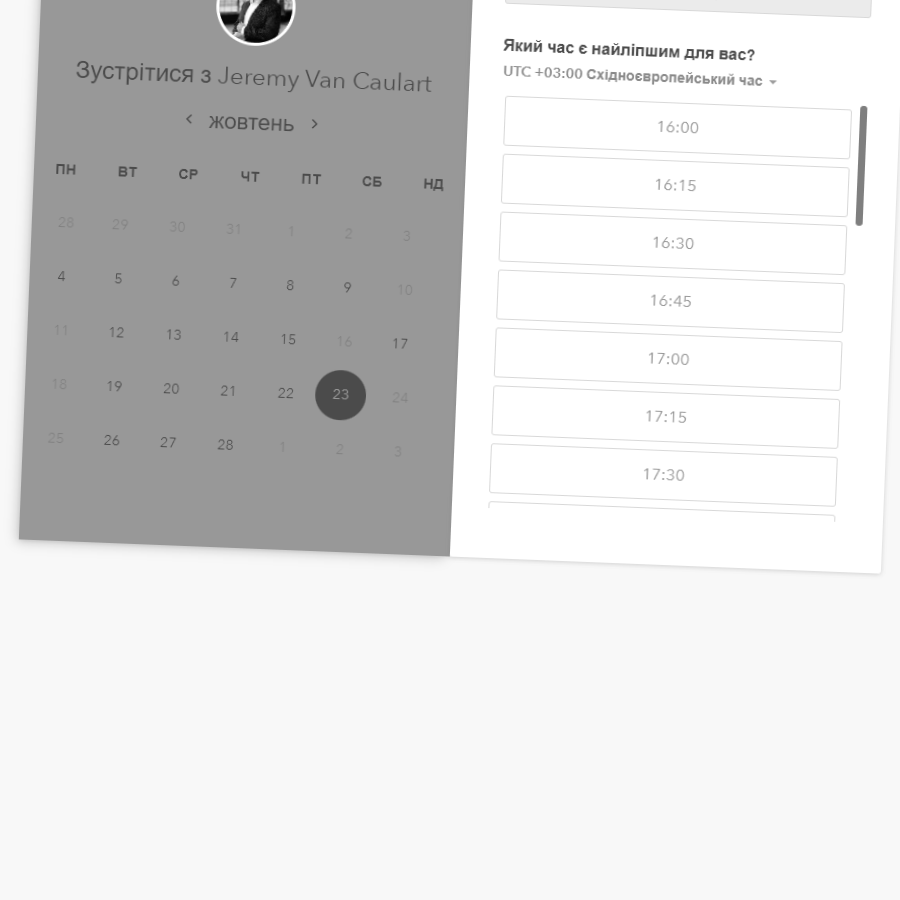 Зустрітися з Jeremy Van Caulart
жовтень
ПН ВТ СР ЧТ ПТ СБ НД
28 29 30 31 1 2 3
4 5 6 7 8 9 10
11 12 13 14 15 16 17
18 19 20 21 22 23 24
25 26 27 28 1 2 3
Який час є найліпшим для вас?
UTC +03:00 Східноєвропейський час
16:00
16:15
16:30
16:45
17:00
17:15
17:30